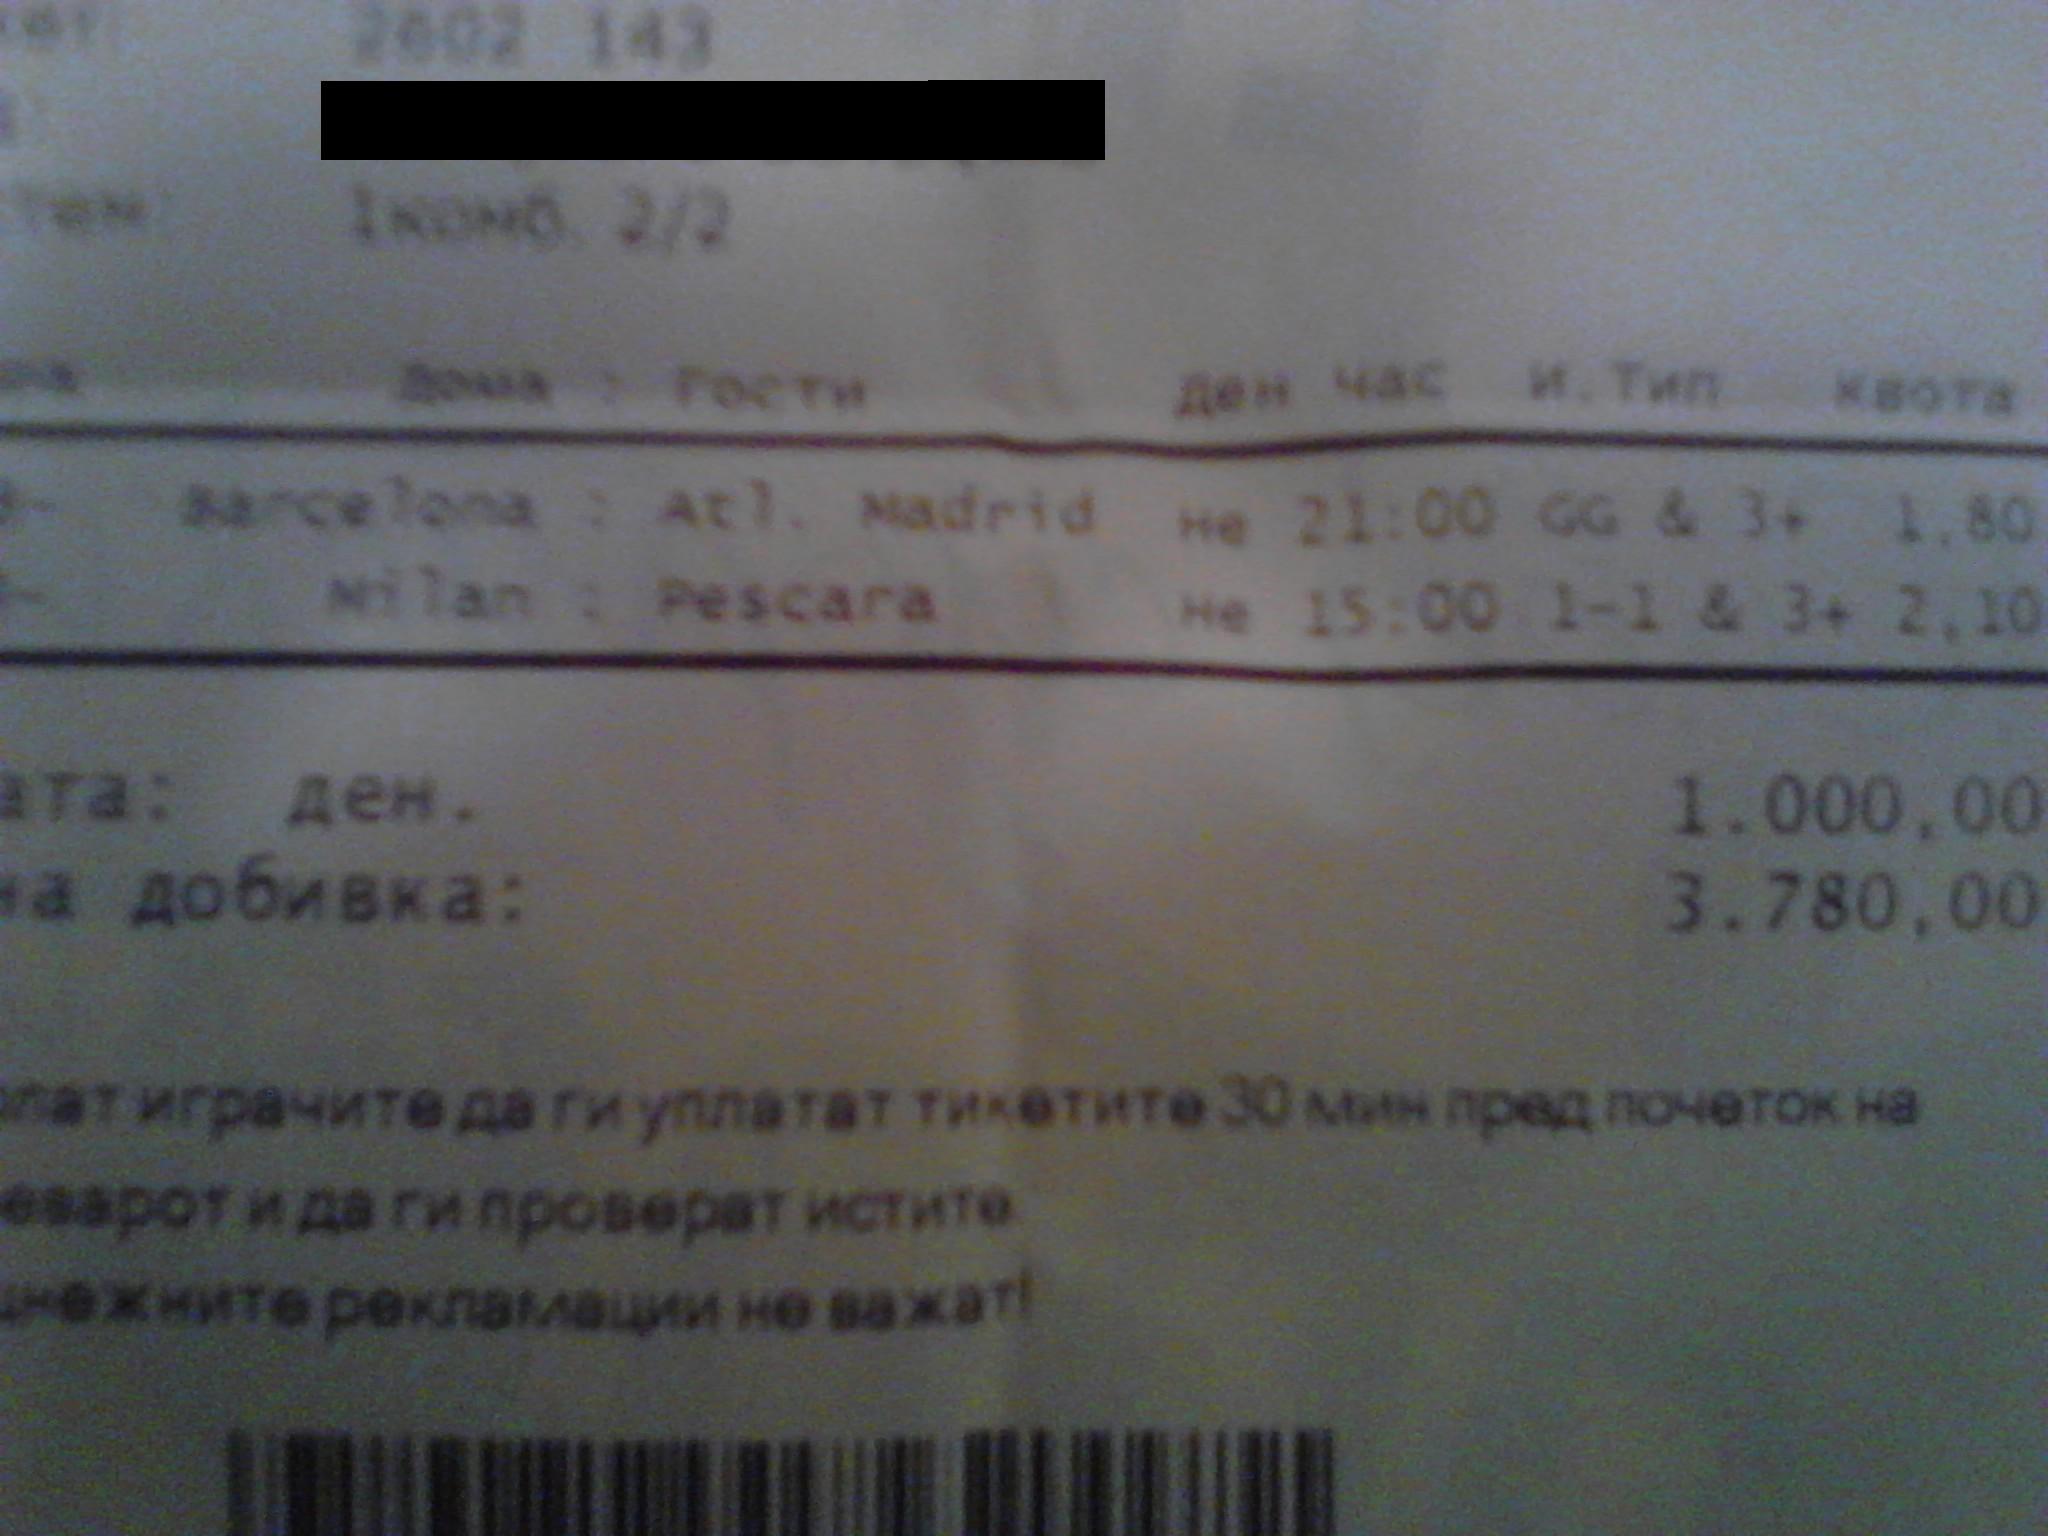 2602 143
1комб. 2/2
Дома : Гости ден час и.Тип Квота
Barcelona : Atl. Madrid не 21:00 GG & 3+ 1,80
Milan : Pescara не 15:00 1-1 & 3+ 2,10
ата: ден. 1.000,00
на добивка: 3.780,00
играчите да ги уплатат тикетите 30 мин пред почеток на
еварот и да ги проверат истите
рекламации не важат!